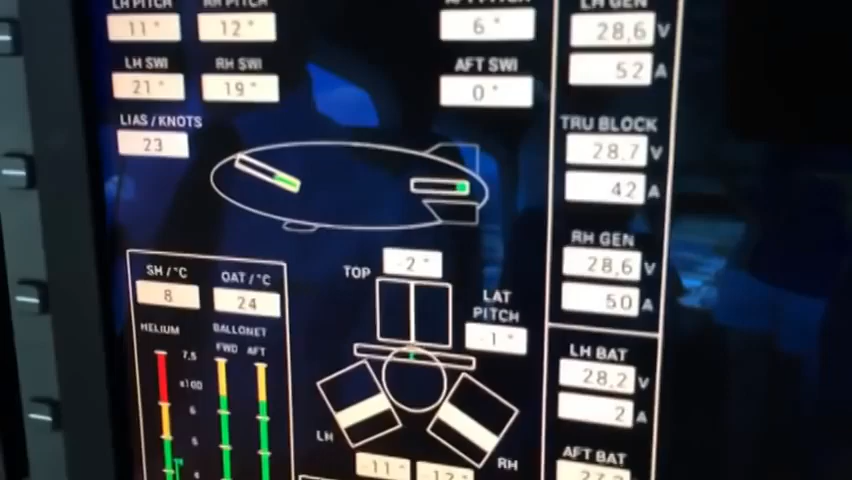 LH PITCH
RH PITCH
11°
12°
LH SWI
RH SWI
21°
19°
LIAS / KNOTS
23
6°
AFT SWI
0°
LH GEN
28,6 V
52 A
TRU BLOCK
28,7 V
42 A
RH GEN
28,6 V
50 A
LH BAT
28,2 V
2 A
AFT BAT
SH / °C
OAT / °C
8
24
HELIUM
BALLONET
FWD
AFT
7.5
x100
6
5
4
TOP
-2°
LAT
PITCH
-1°
LH
RH
-11°
-12°